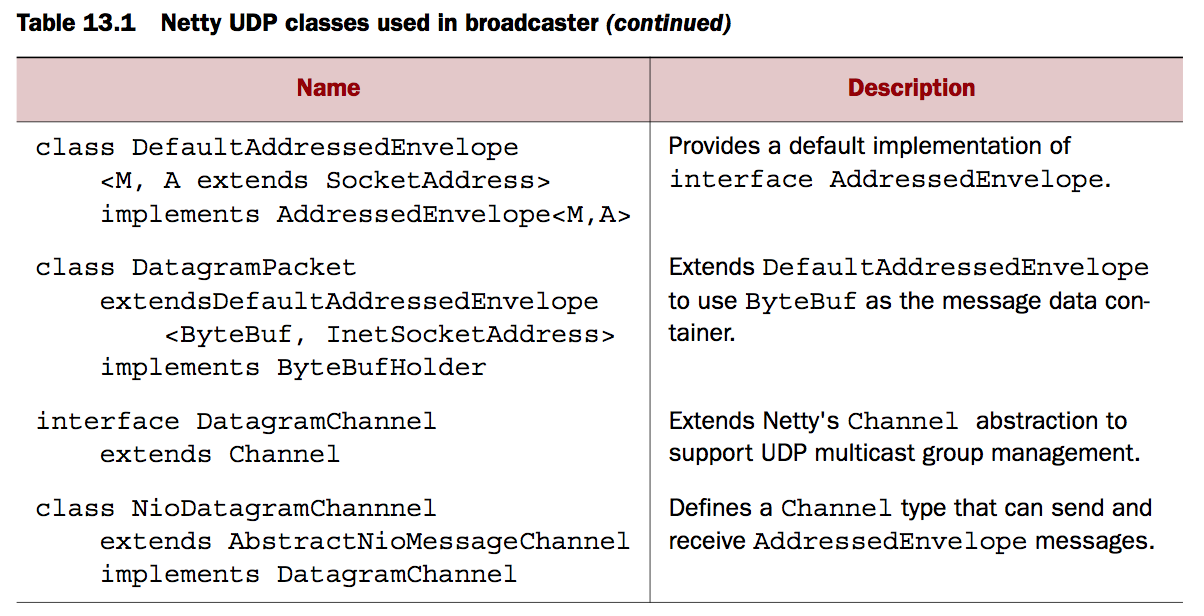 Table 13.1 Netty UDP classes used in broadcaster (continued)
Name
Description
class DefaultAddressedEnvelope
<M, A extends SocketAddress>
implements AddressedEnvelope<M,A>
Provides a default implementation of
interface AddressedEnvelope.
class DatagramPacket
extendsDefaultAddressedEnvelope
<ByteBuf, InetSocketAddress>
implements ByteBufHolder
Extends DefaultAddressedEnvelope
to use ByteBuf as the message data con-
tainer.
interface DatagramChannel
extends Channel
Extends Netty's Channel abstraction to
support UDP multicast group management.
class NioDatagramChannnel
extends AbstractNioMessageChannel
implements DatagramChannel
Defines a Channel type that can send and
receive AddressedEnvelope messages.